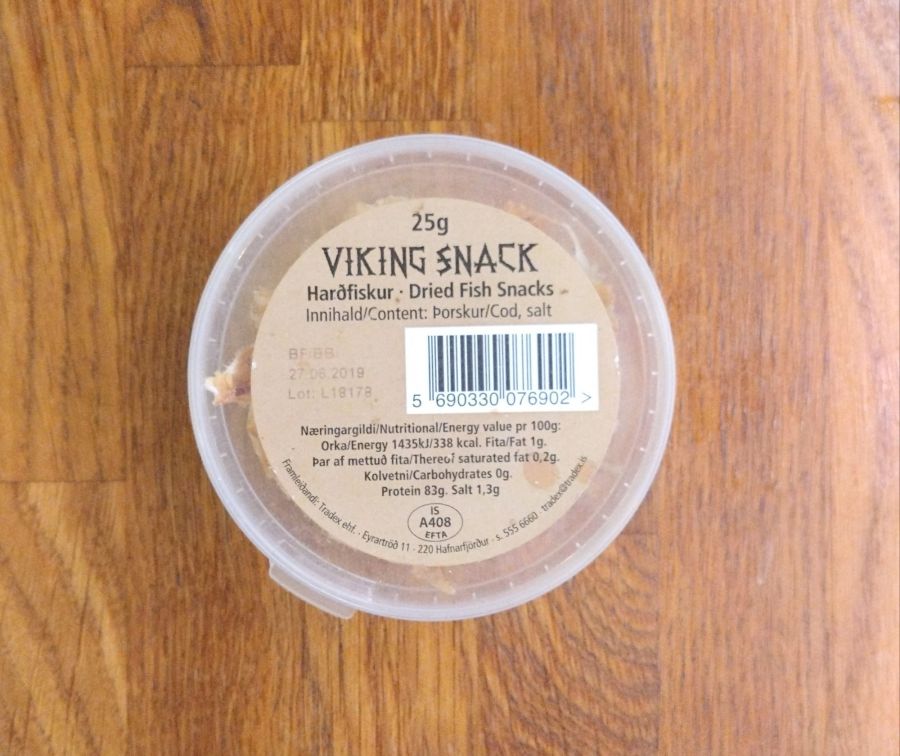 25g
VIKING SNACK
Harðfiskur · Dried Fish Snacks
Innihald/Content: Þorskur/Cod, salt
BF/BB:
27.06.2019
Lot: L18178
5 690330 076902 >
Næringargildi/Nutritional/Energy value pr 100g:
Orka/Energy 1435kJ/338 kcal. Fita/Fat 1g.
Þar af mettuð fita/Thereof saturated fat 0,2g.
Kolvetni/Carbohydrates 0g.
Protein 83g. Salt 1,3g
IS
A408
EFTA
Framleiðandi: Tradex ehf. · Eyrartröð 11 · 220 Hafnarfjörður · s. 555 6660 · tradex@tradex.is